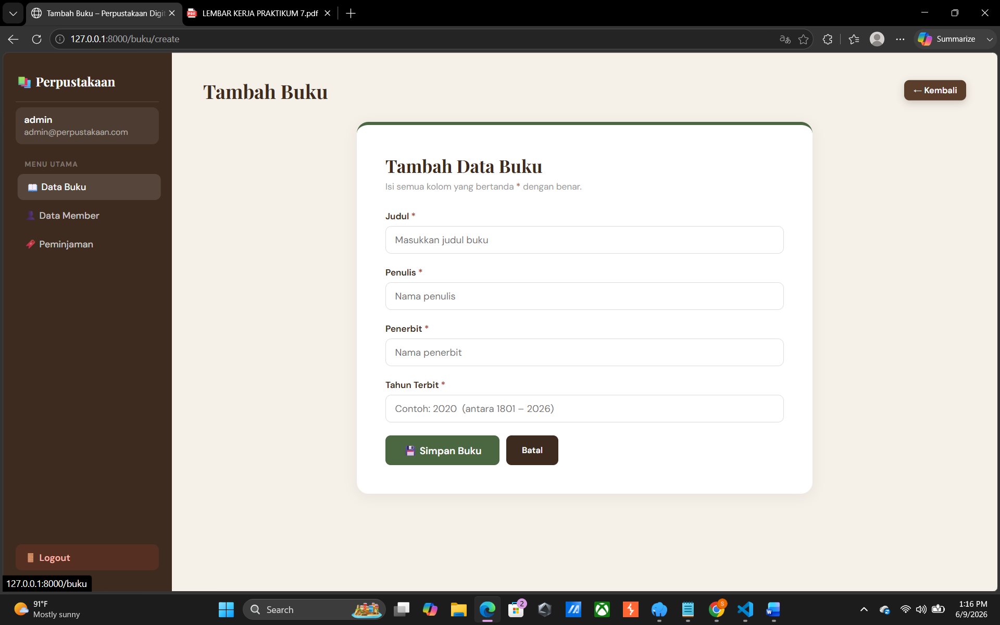 Tambah Buku – Perpustakaan Digit
LEMBAR KERJA PRAKTIKUM 7.pdf
127.0.0.1:8000/buku/create
Summarize
Perpustakaan
admin
admin@perpustakaan.com
MENU UTAMA
Data Buku
Data Member
Peminjaman
Logout
127.0.0.1:8000/buku
Tambah Buku
← Kembali
Tambah Data Buku
Isi semua kolom yang bertanda * dengan benar.
Judul *
Masukkan judul buku
Penulis *
Nama penulis
Penerbit *
Nama penerbit
Tahun Terbit *
Contoh: 2020 (antara 1801 – 2026)
Simpan Buku
Batal
91°F
Mostly sunny
Search
2
S
1:16 PM
6/9/2026